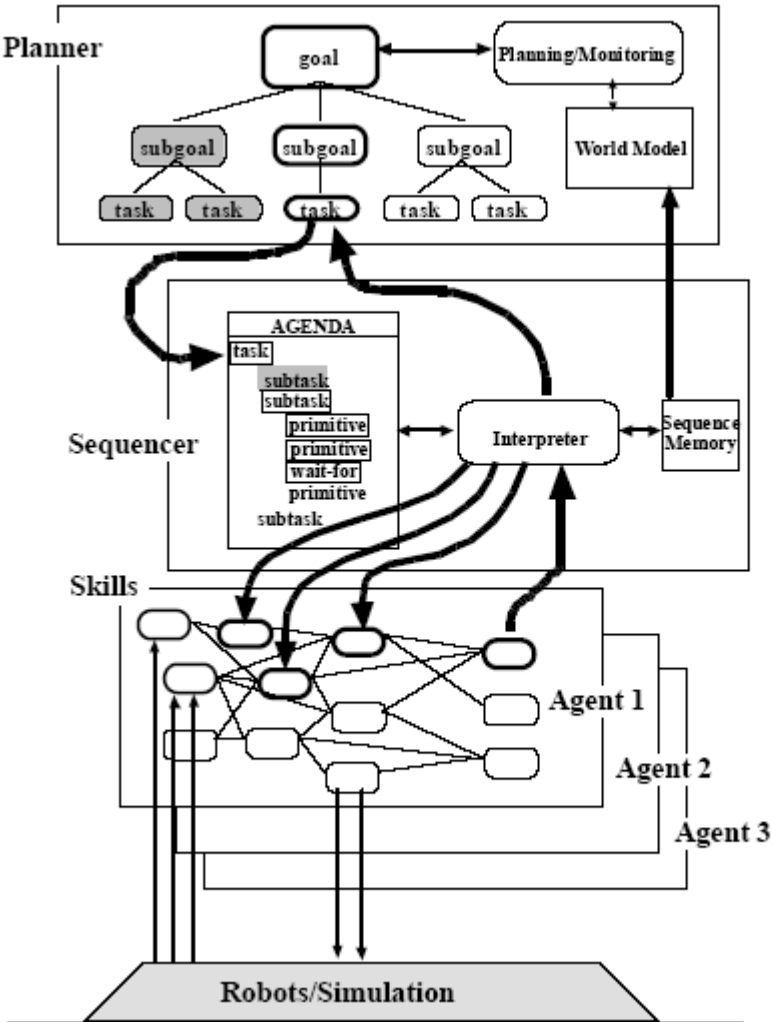 Planner
goal
Planning/Monitoring
subgoal
subgoal
subgoal
World Model
task
task
task
task
task
AGENDA
task
subtask
subtask
primitive
primitive
wait-for
primitive
subtask
Sequencer
Interpreter
Sequence
Memory
Skills
Agent 1
Agent 2
Agent 3
Robots/Simulation